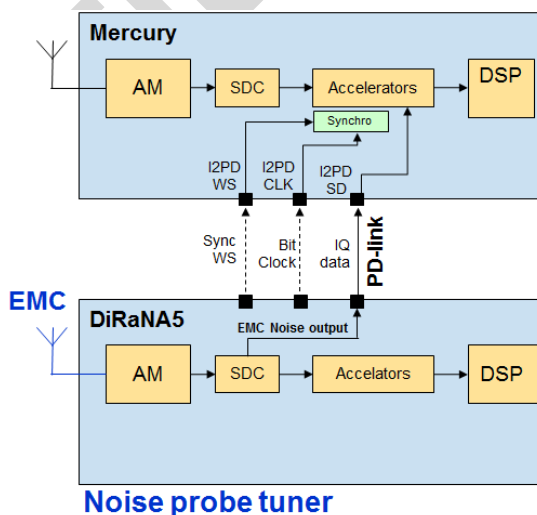 Mercury
AM
SDC
Accelerators
DSP
Synchro
I2PD
WS
I2PD
CLK
I2PD
SD
Sync
WS
Bit
Clock
IQ
data
PD-link
EMC
DiRaNA5
EMC Noise output
AM
SDC
Accelators
DSP
Noise probe tuner